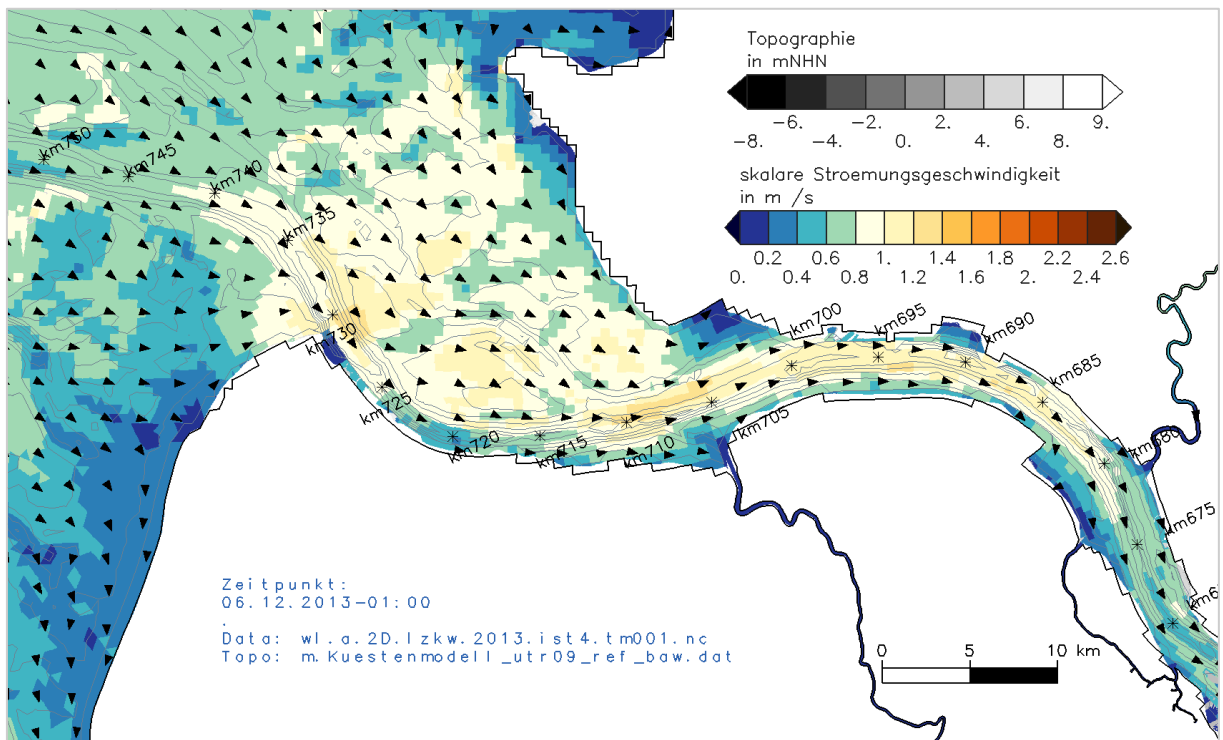 Topographie
in mNHN
-6. -2. 2. 6. 9.
-8. -4. 0. 4. 8.
skalare Stroemungsgeschwindigkeit
in m /s
0. 0.2 0.6 1. 1.2 1.6 2. 2.4 2.6
0.4 0.8 1.1 1.4 1.8 2.2
km750
km745
km740
km735
km730
km725
km720
km715
km710
km705
km700
km695
km690
km685
km680
km675
Zeitpunkt:
06.12.2013-01:00
.
Data: wl.a.2D.lzkw.2013.ist4.tm001.nc
Topo: m.Kuestenmodell_utr09_ref_baw.dat
0 5 10 km